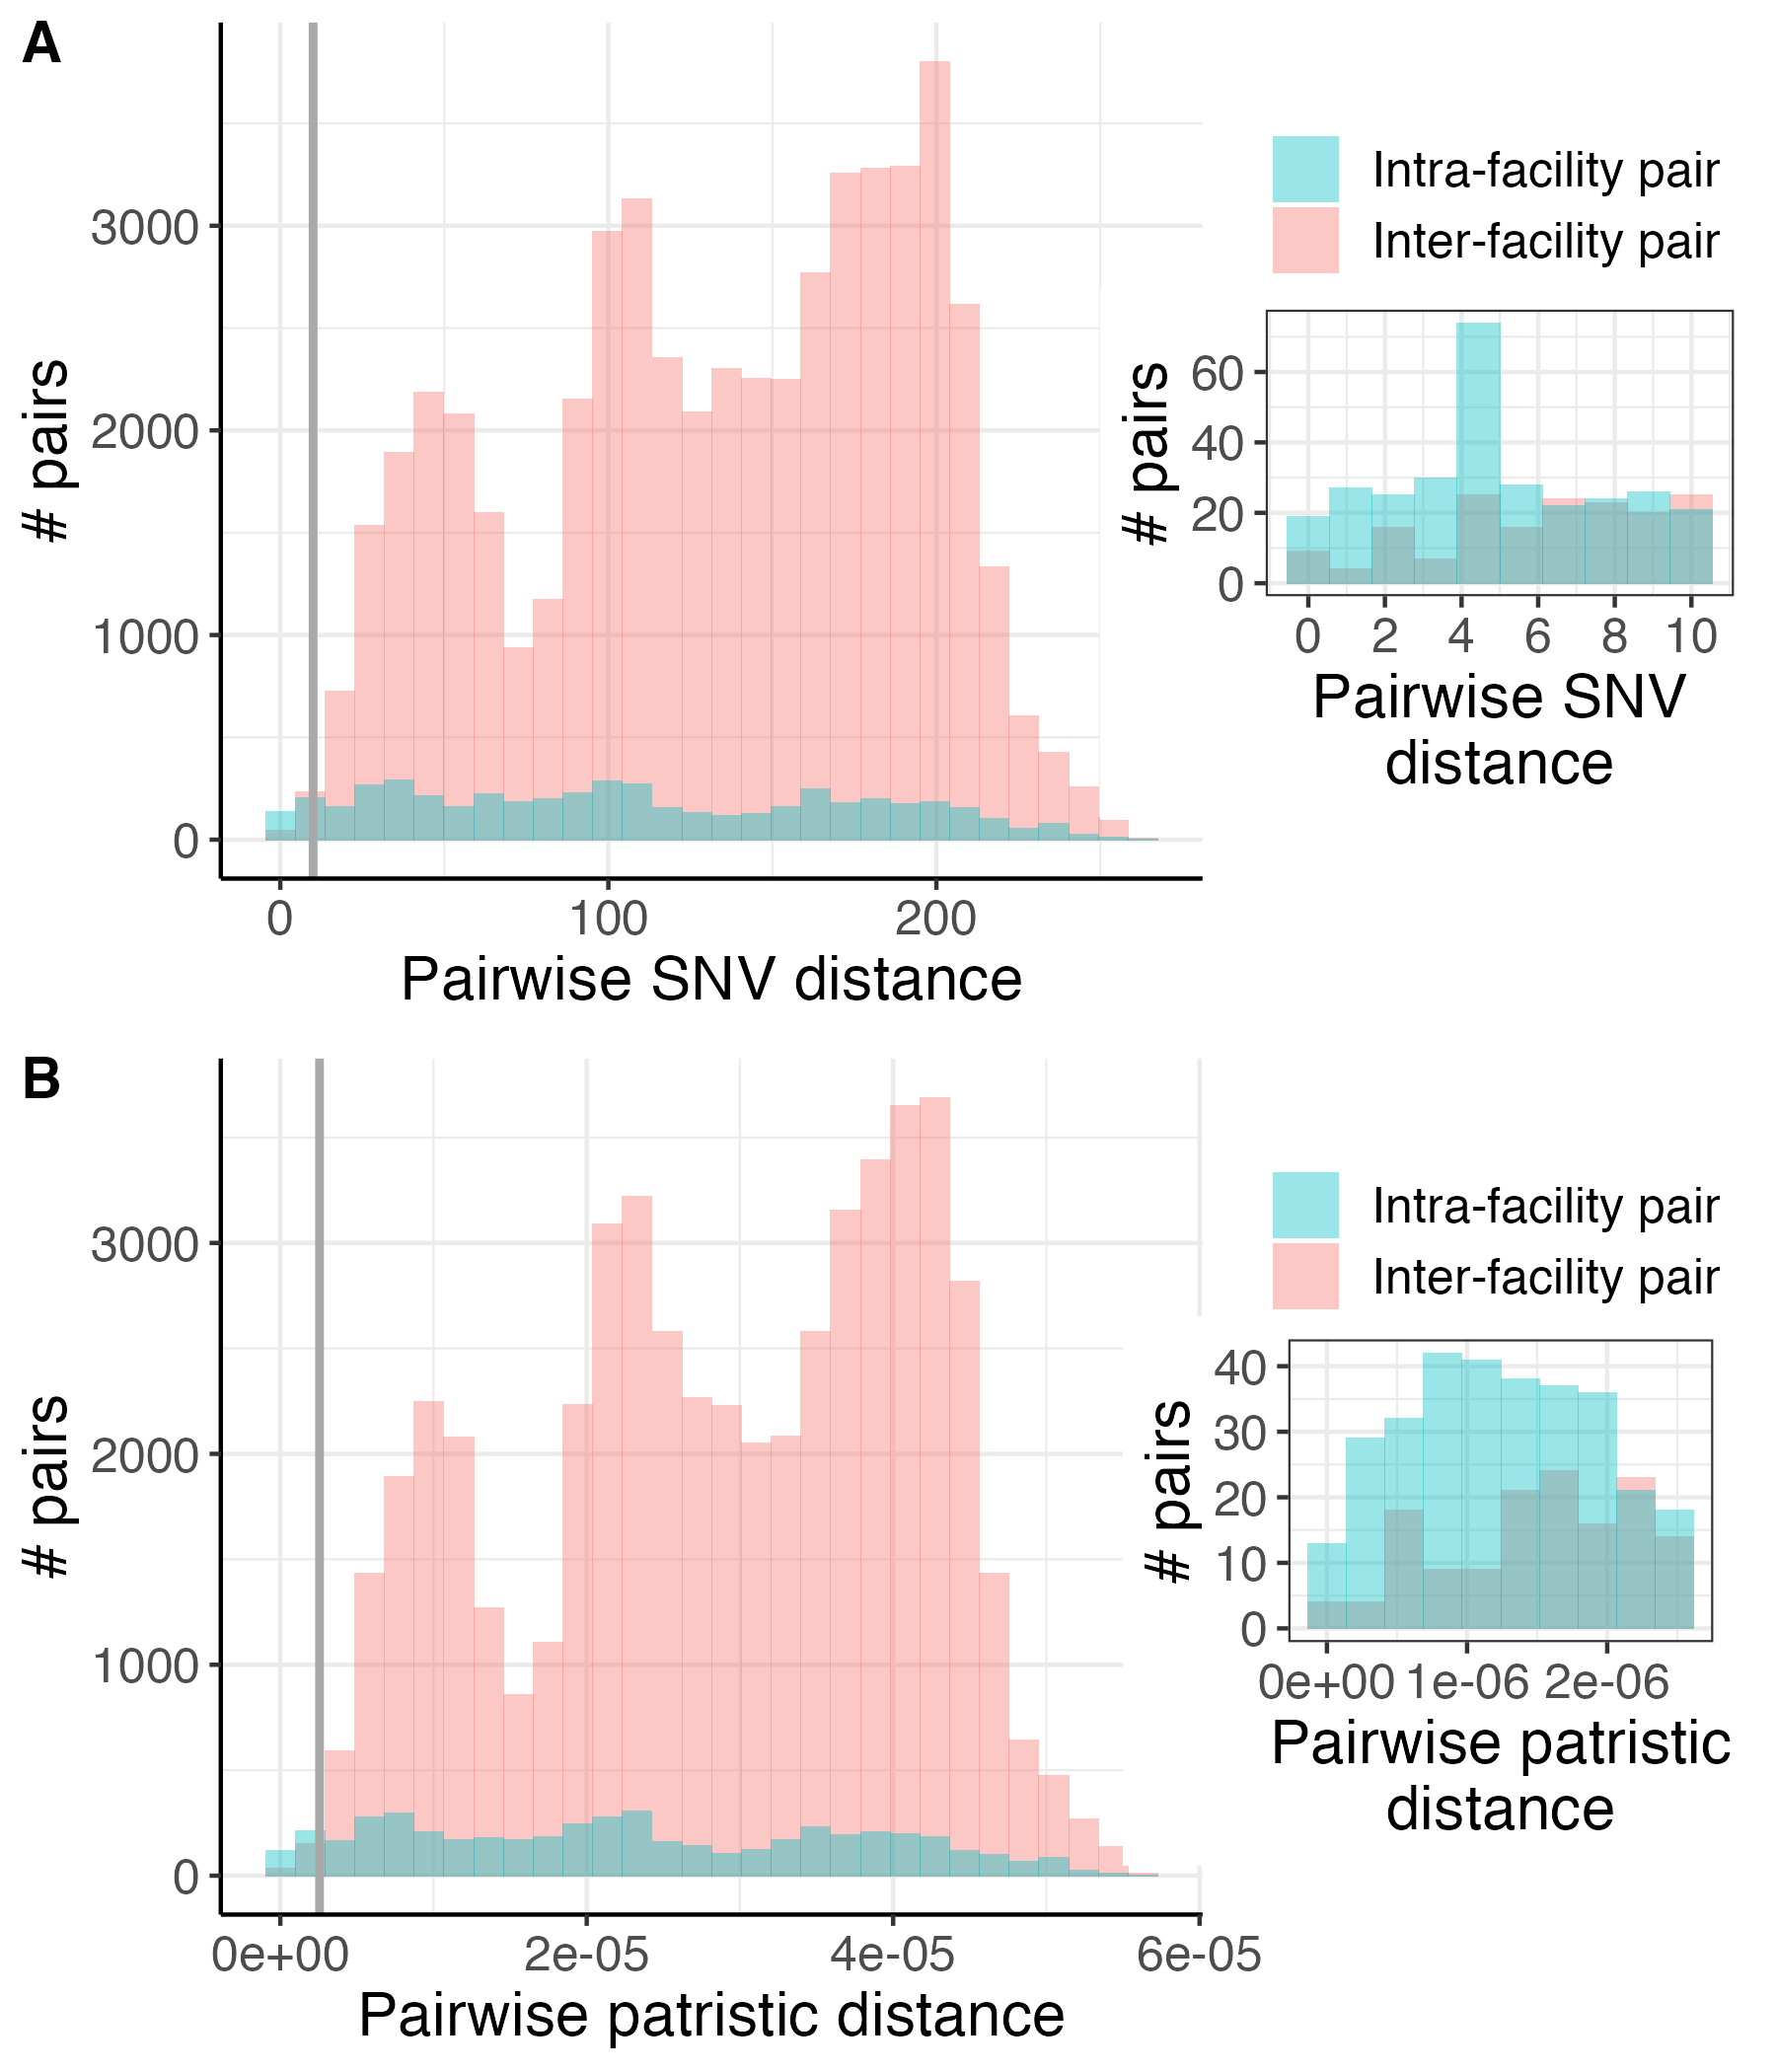 A
# pairs
3000
2000
1000
0
0 100 200
Pairwise SNV distance
Intra-facility pair
Inter-facility pair
# pairs
60
40
20
0
0 2 4 6 8 10
Pairwise SNV
distance
B
# pairs
3000
2000
1000
0
0e+00 2e-05 4e-05 6e-05
Pairwise patristic distance
Intra-facility pair
Inter-facility pair
# pairs
40
30
20
10
0
0e+00 1e-06 2e-06
Pairwise patristic
distance